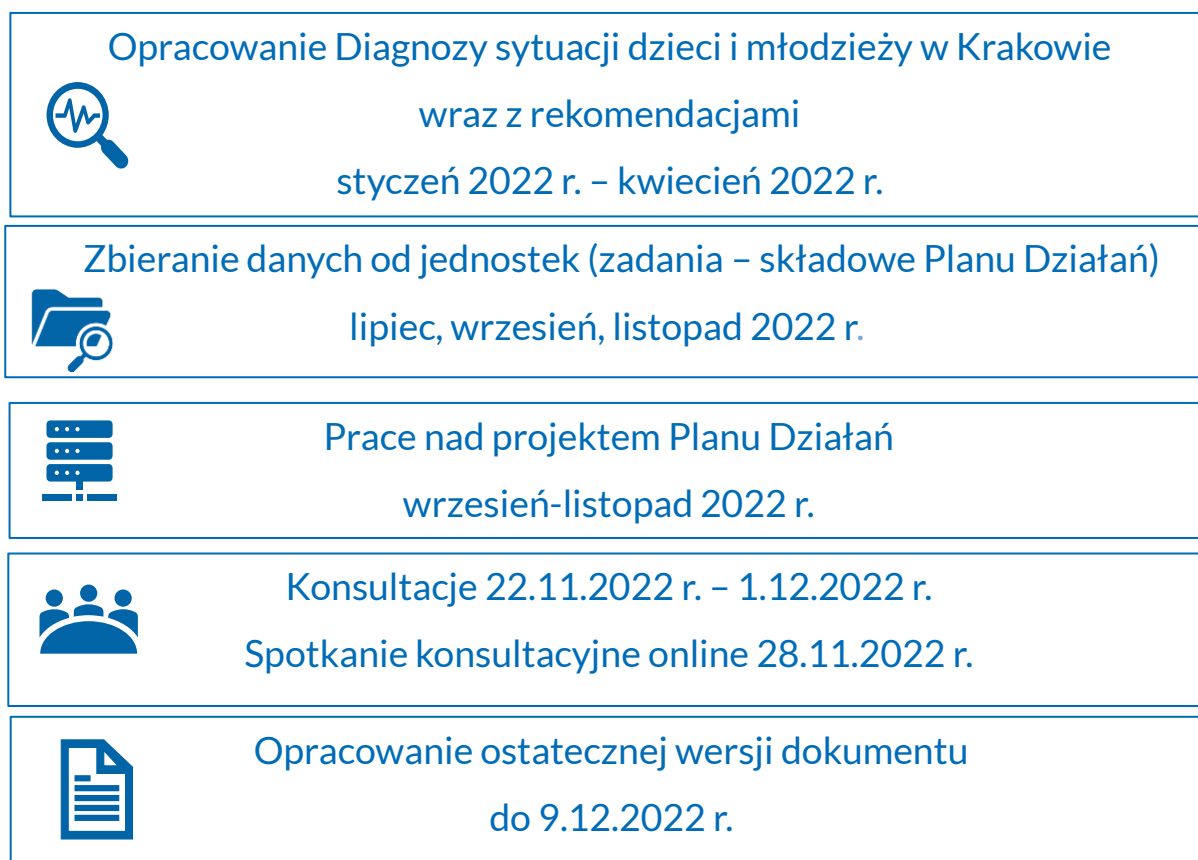 Opracowanie Diagnozy sytuacji dzieci i młodzieży w Krakowie
wraz z rekomendacjami
styczeń 2022 r. – kwiecień 2022 r.
Zbieranie danych od jednostek (zadania – składowe Planu Działań)
lipiec, wrzesień, listopad 2022 r.
Prace nad projektem Planu Działań
wrzesień-listopad 2022 r.
Konsultacje 22.11.2022 r. – 1.12.2022 r.
Spotkanie konsultacyjne online 28.11.2022 r.
Opracowanie ostatecznej wersji dokumentu
do 9.12.2022 r.